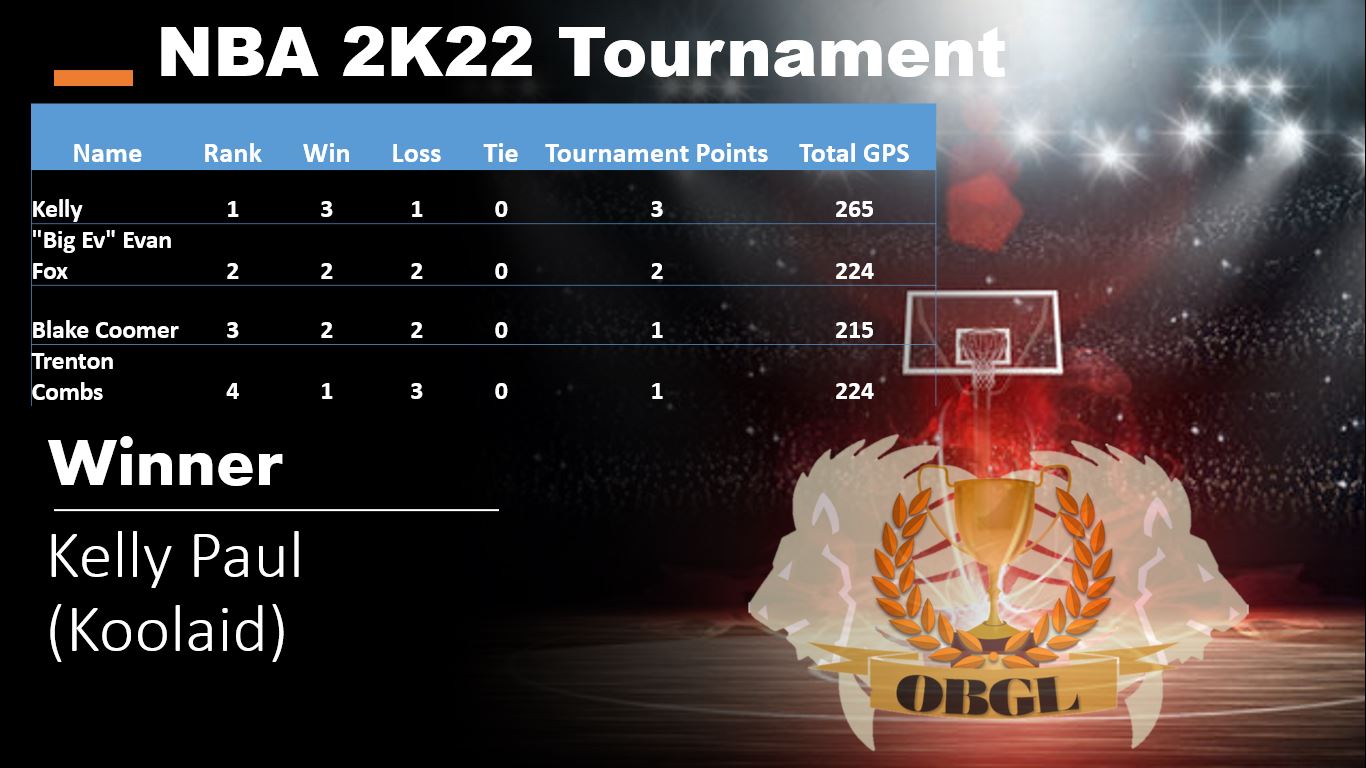 NBA 2K22 Tournament
Name Rank Win Loss Tie Tournament Points Total GPS
Kelly 1 3 1 0 3 265
"Big Ev" Evan
Fox 2 2 2 0 2 224
Blake Coomer 3 2 2 0 1 215
Trenton
Combs 4 1 3 0 1 224
Winner
Kelly Paul
(Koolaid)
OBGL